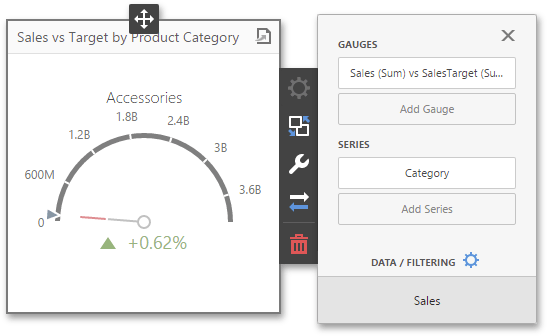 Sales vs Target by Product Category
Accessories
0
600M
1.2B
1.8B
2.4B
3B
3.6B
+0.62%
GAUGES
Sales (Sum) vs SalesTarget (Su...
Add Gauge
SERIES
Category
Add Series
DATA / FILTERING
Sales